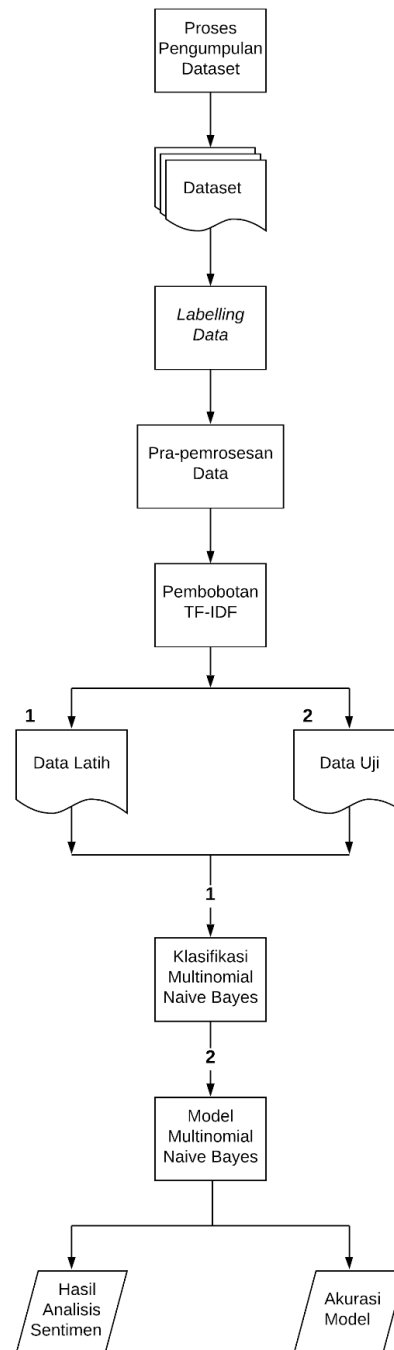 Proses
Pengumpulan
Dataset
Dataset
Labelling
Data
Pra-pemrosesan
Data
Pembobotan
TF-IDF
1
2
Data Latih
Data Uji
1
Klasifikasi
Multinomial
Naive Bayes
2
Model
Multinomial
Naive Bayes
Hasil
Analisis
Sentimen
Akurasi
Model